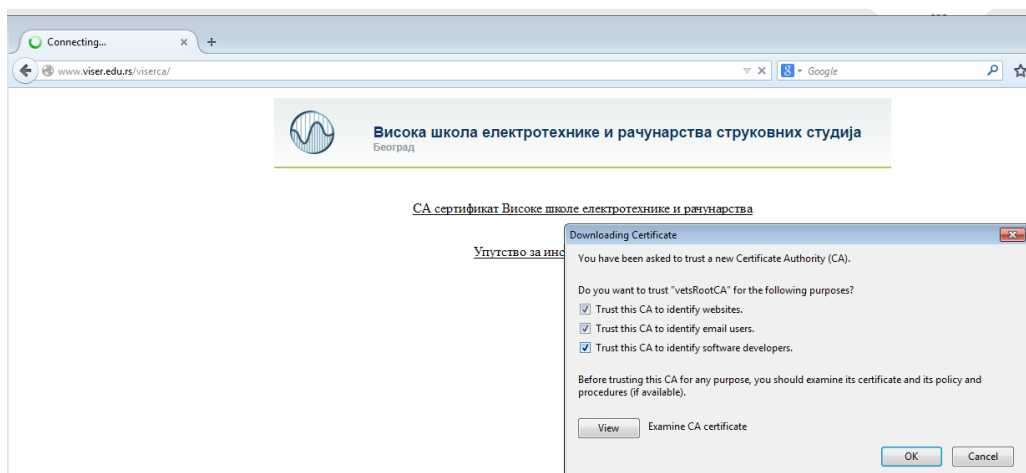 Connecting...
www.viser.edu.rs/viserca/
Google
Висока школа електротехнике и рачунарства струковних студија
Београд
СА сертификат Високе школе електротехнике и рачунарства
Упутство за инс
Downloading Certificate
You have been asked to trust a new Certificate Authority (CA).
Do you want to trust "vetsRootCA" for the following purposes?
Trust this CA to identify websites.
Trust this CA to identify email users.
Trust this CA to identify software developers.
Before trusting this CA for any purpose, you should examine its certificate and its policy and
procedures (if available).
View Examine CA certificate
OK Cancel